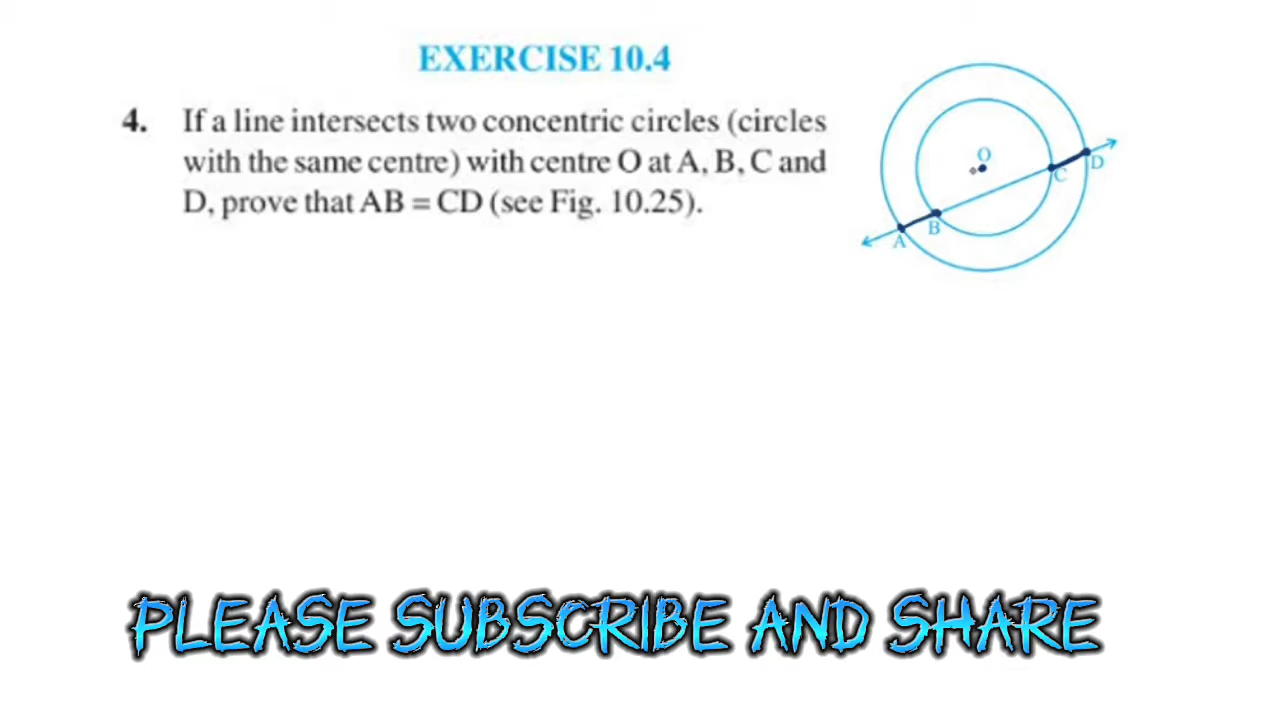 EXERCISE 10.4
4. If a line intersects two concentric circles (circles
with the same centre) with centre O at A, B, C and
D, prove that AB = CD (see Fig. 10.25).
O
D
C
B
A
PLEASE SUBSCRIBE AND SHARE